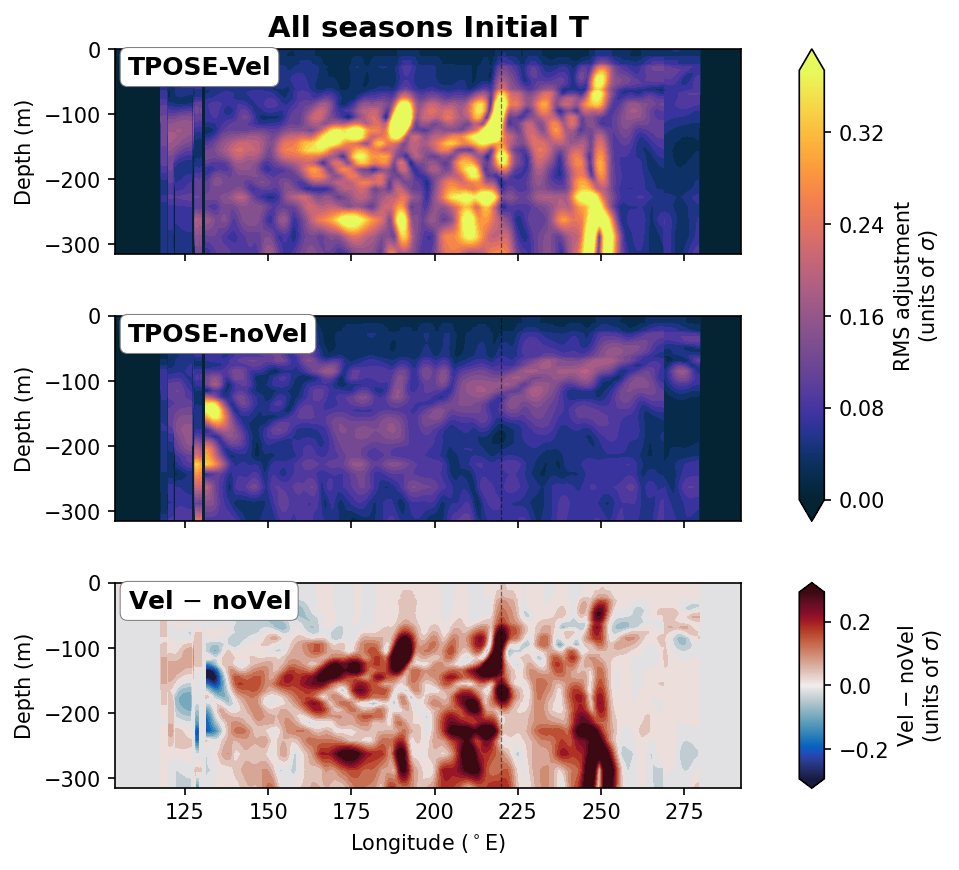 All seasons Initial T
TPOSE-Vel
0
−100
−200
−300
Depth (m)
TPOSE-noVel
0
−100
−200
−300
Depth (m)
0.32
0.24
0.16
0.08
0.00
RMS adjustment
(units of σ)
Vel − noVel
0
−100
−200
−300
Depth (m)
125 150 175 200 225 250 275
Longitude (°E)
0.2
0.0
−0.2
Vel − noVel
(units of σ)